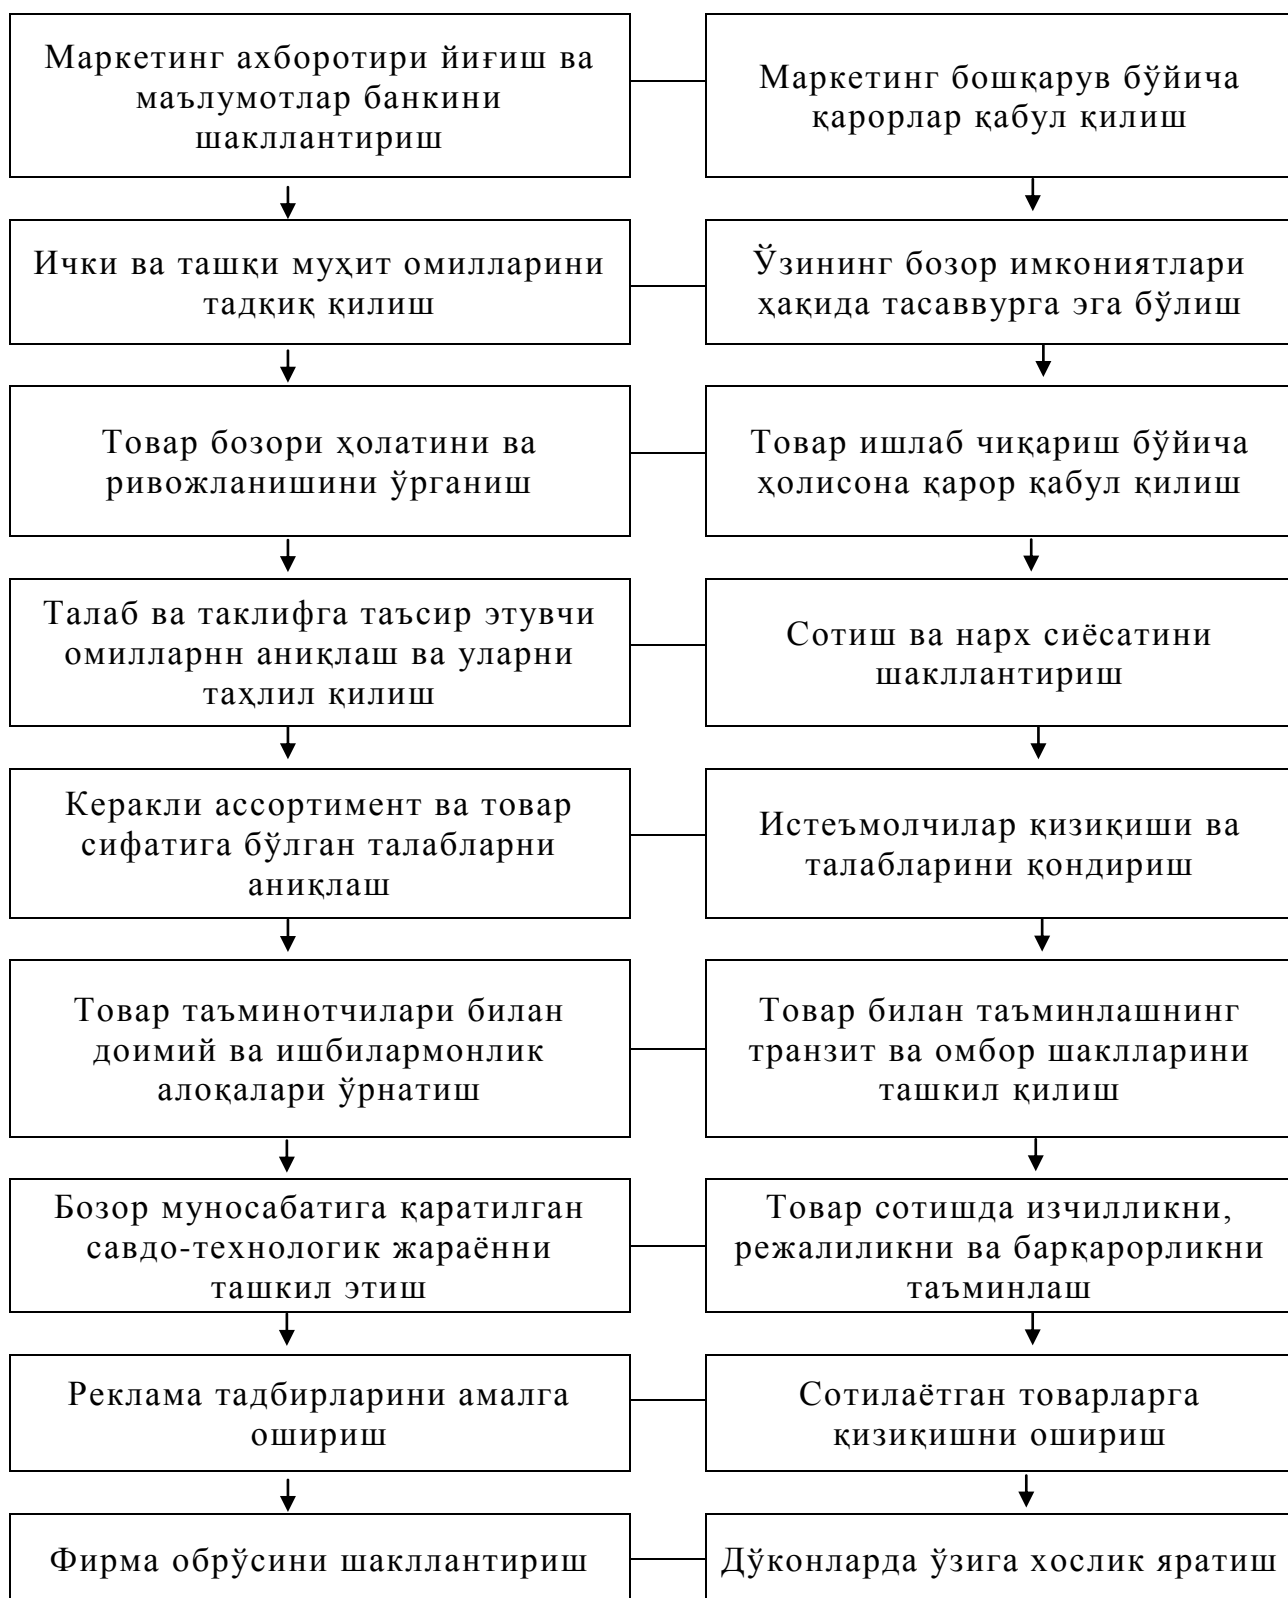 Маркетинг ахборотири йиғиш ва
маълумотлар банкини
шакллантириш
Маркетинг бошқарув бўйича
қарорлар қабул қилиш
Ички ва ташқи муҳит омилларини
тадқиқ қилиш
Ўзининг бозор имкониятлари
ҳақида тасаввурга эга бўлиш
Товар бозори ҳолатини ва
ривожланишини ўрганиш
Товар ишлаб чиқариш бўйича
ҳолисона қарор қабул қилиш
Талаб ва таклифга таъсир этувчи
омилларнн аниқлаш ва уларни
таҳлил қилиш
Сотиш ва нарх сиёсатини
шакллантириш
Керакли ассортимент ва товар
сифатига бўлган талабларни
аниқлаш
Истеъмолчилар қизиқиши ва
талабларини қондириш
Товар таъминотчилари билан
доимий ва ишбилармонлик
алоқалари ўрнатиш
Товар билан таъминлашнинг
транзит ва омбор шаклларини
ташкил қилиш
Бозор муносабатига қаратилган
савдо-технологик жараённи
ташкил этиш
Товар сотишда изчилликни,
режалиликни ва барқарорликни
таъминлаш
Реклама тадбирларини амалга
ошириш
Сотилаётган товарларга
қизиқишни ошириш
Фирма обрўсини шакллантириш
Дўконларда ўзига хослик яратиш